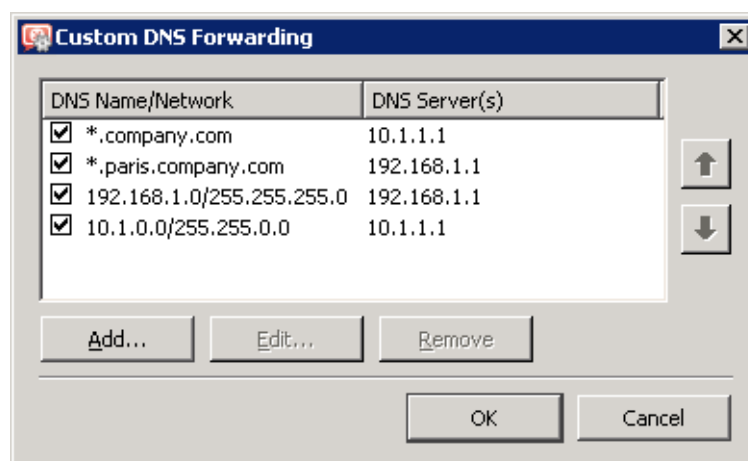 Custom DNS Forwarding
DNS Name/Network DNS Server(s)
*.company.com 10.1.1.1
*.paris.company.com 192.168.1.1
192.168.1.0/255.255.255.0 192.168.1.1
10.1.0.0/255.255.0.0 10.1.1.1
Add... Edit... Remove
OK Cancel